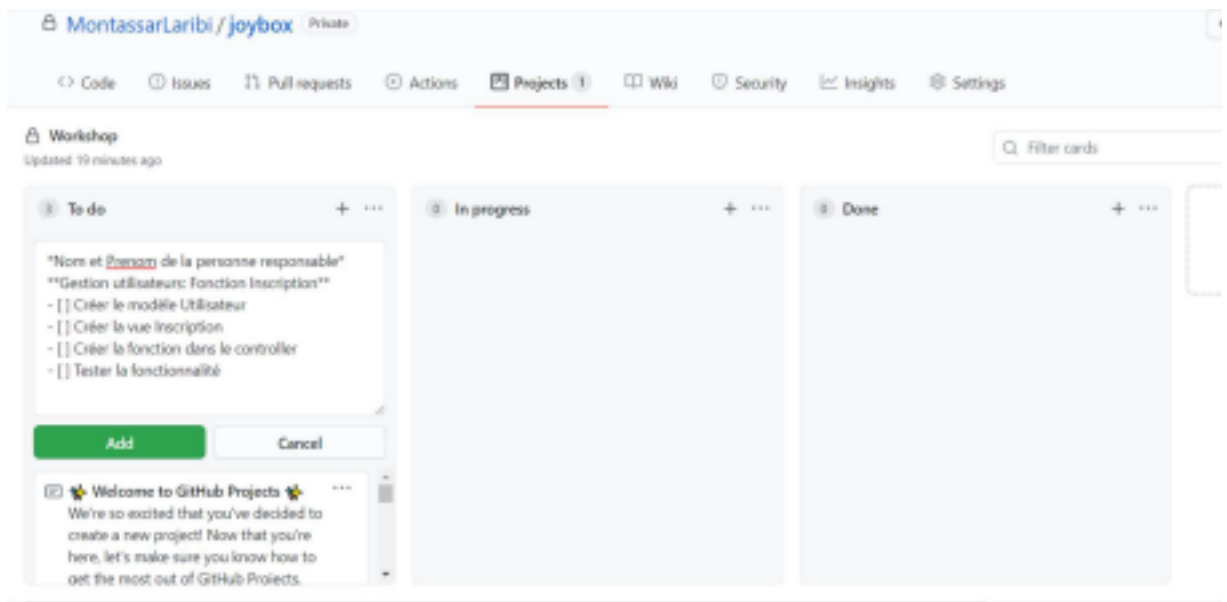 MontassarLaribi / joybox Private
Code Issues Pull requests Actions Projects 1 Wiki Security Insights Settings
Workshop
Updated 19 minutes ago
Filter cards
3 To do
*Nom et Prenom de la personne responsable*
**Gestion utilisateurs: Fonction Inscription**
- [ ] Créer le modèle Utilisateur
- [ ] Créer la vue Inscription
- [ ] Créer la fonction dans le controller
- [ ] Tester la fonctionnalité
Add Cancel
Welcome to GitHub Projects
We're so excited that you've decided to
create a new project! Now that you're
here, let's make sure you know how to
get the most out of GitHub Projects.
0 In progress
0 Done